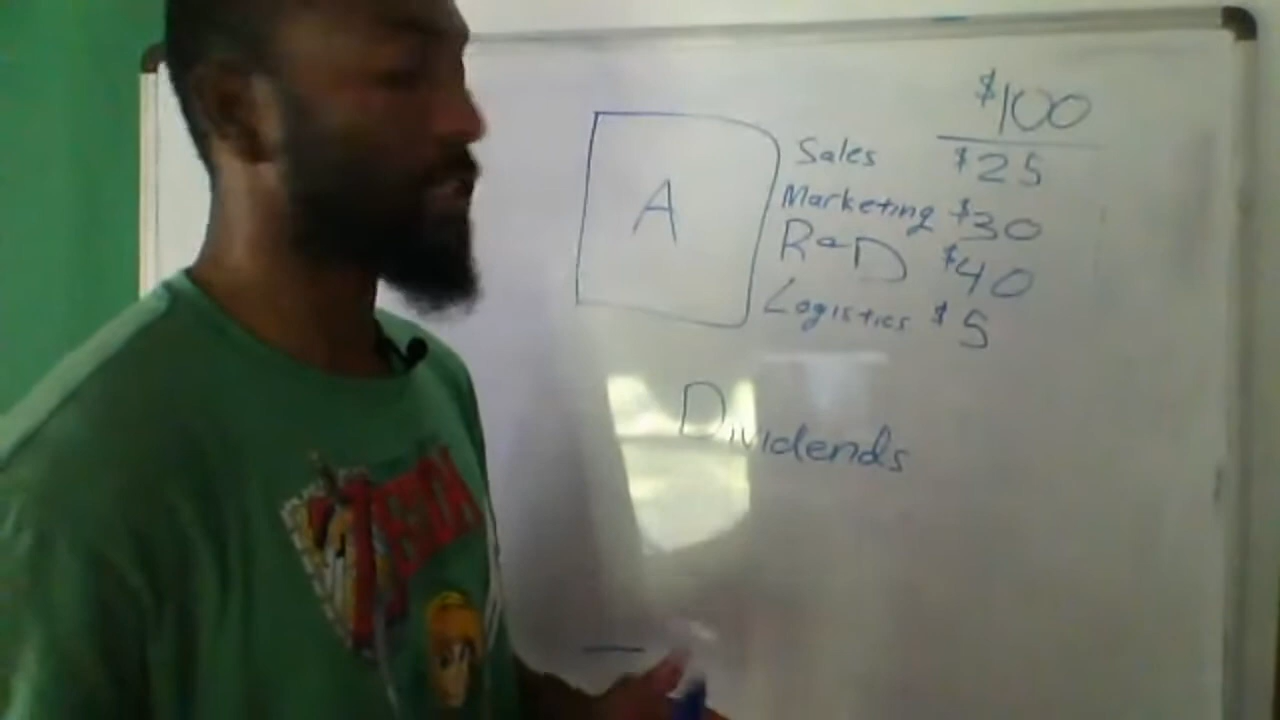 $100
A
Sales $25
Marketing $30
R&D $40
Logistics $5
Dividends